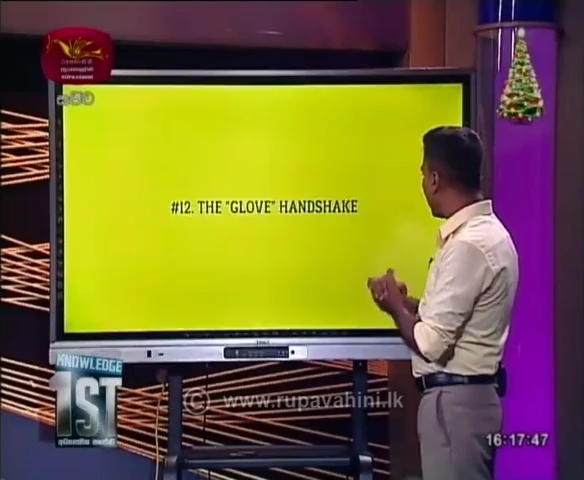 #12. THE "GLOVE" HANDSHAKE
KNOWLEDGE
1ST
© www.rupavahini.lk
16:17:47